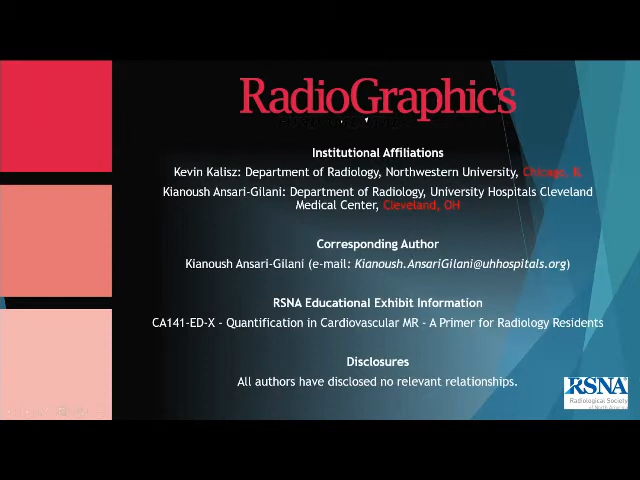 RadioGraphics
Institutional Affiliations
Kevin Kalisz: Department of Radiology, Northwestern University, Chicago, IL
Kianoush Ansari-Gilani: Department of Radiology, University Hospitals Cleveland
Medical Center, Cleveland, OH
Corresponding Author
Kianoush Ansari-Gilani (e-mail: Kianoush.AnsariGilani@uhhospitals.org)
RSNA Educational Exhibit Information
CA141-ED-X - Quantification in Cardiovascular MR - A Primer for Radiology Residents
Disclosures
All authors have disclosed no relevant relationships.
RSNA
Radiological Society
of North America